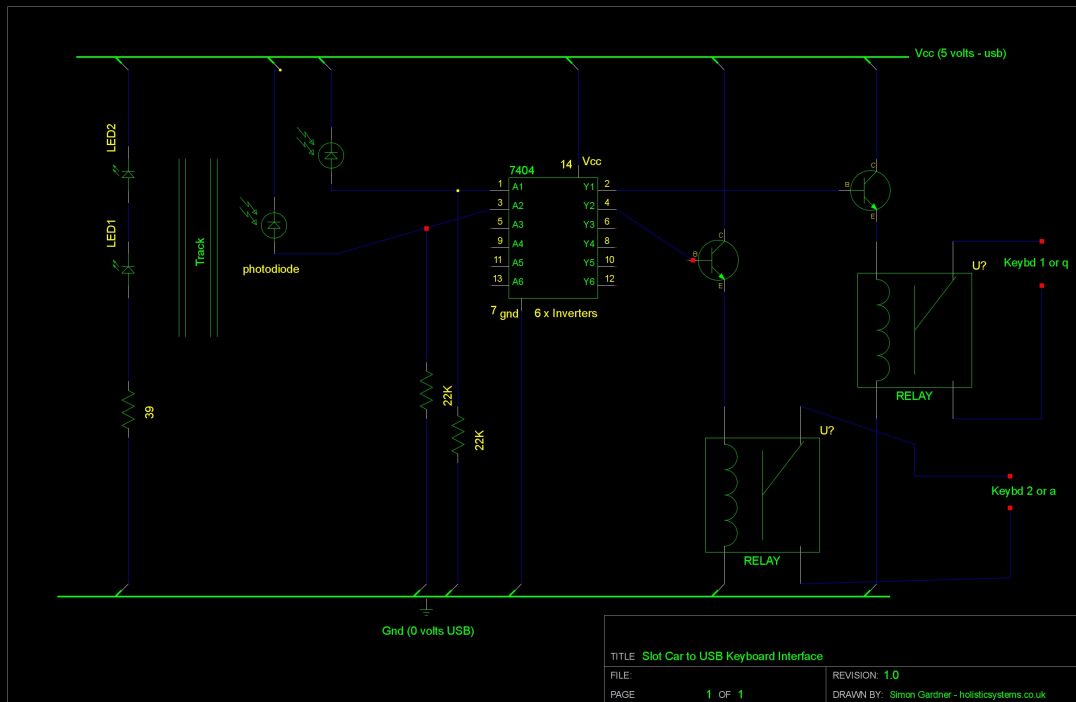 Vcc (5 volts - usb)
LED2
LED1
39
Track
photodiode
7404
14
Vcc
1
A1
Y1
2
3
A2
Y2
4
5
A3
Y3
6
9
A4
Y4
8
11
A5
Y5
10
13
A6
Y6
12
7 gnd
6 x Inverters
22K
22K
C
B
E
C
B
E
U?
Keybd 1 or q
RELAY
U?
Keybd 2 or a
RELAY
Gnd (0 volts USB)
TITLE Slot Car to USB Keyboard Interface
FILE:
REVISION: 1.0
PAGE 1 OF 1
DRAWN BY: Simon Gardner - holisticsystems.co.uk